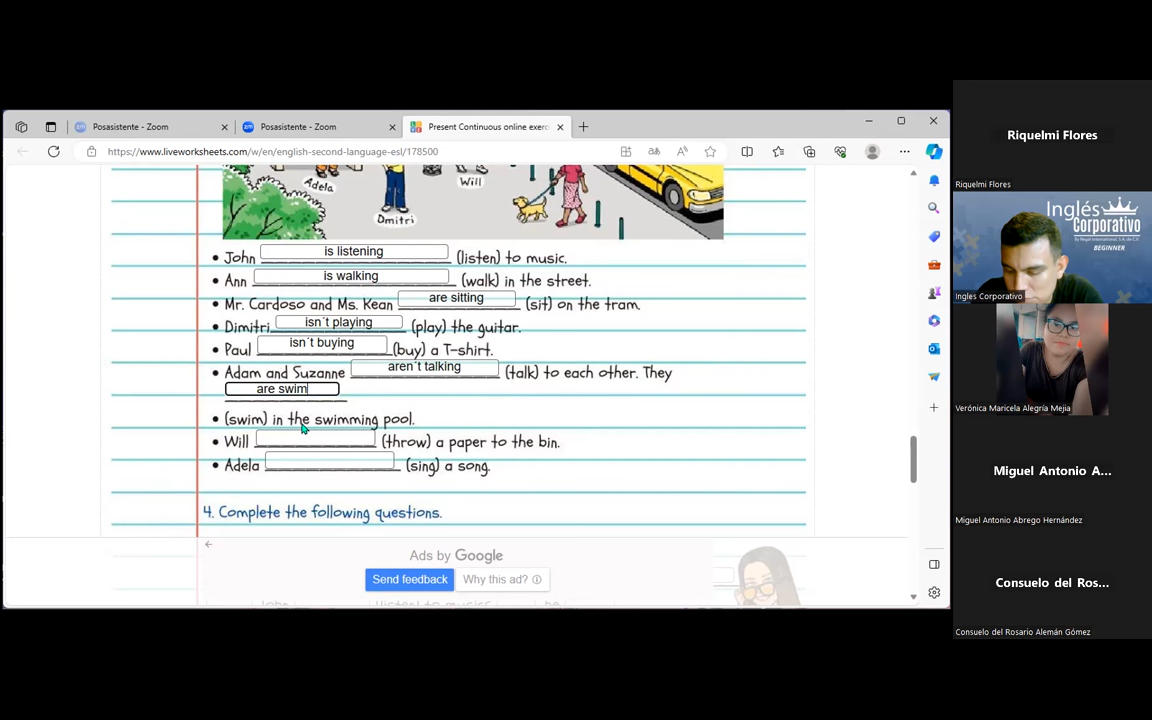 Posasistente - Zoom
Posasistente - Zoom
Present Continuous online exerc
https://www.liveworksheets.com/w/en/english-second-language-esl/178500
Adela
Will
Dmitri
• John is listening (listen) to music.
• Ann is walking (walk) in the street.
• Mr. Cardoso and Ms. Kean are sitting (sit) on the tram.
• Dimitri isn´t playing (play) the guitar.
• Paul isn´t buying (buy) a T-shirt.
• Adam and Suzanne aren´t talking (talk) to each other. They
are swim
• (swim) in the swimming pool.
• Will (throw) a paper to the bin.
• Adela (sing) a song.
4. Complete the following questions.
Ads by Google
Send feedback Why this ad?
Riquelmi Flores
Riquelmi Flores
Inglés
Corporativo
By Regal International, S.A. de C.V.
BEGINNER
Ingles Corporativo
Verónica Maricela Alegría Mejia
Miguel Antonio A...
Miguel Antonio Abrego Hernández
Consuelo del Ros...
Consuelo del Rosario Alemán Gómez